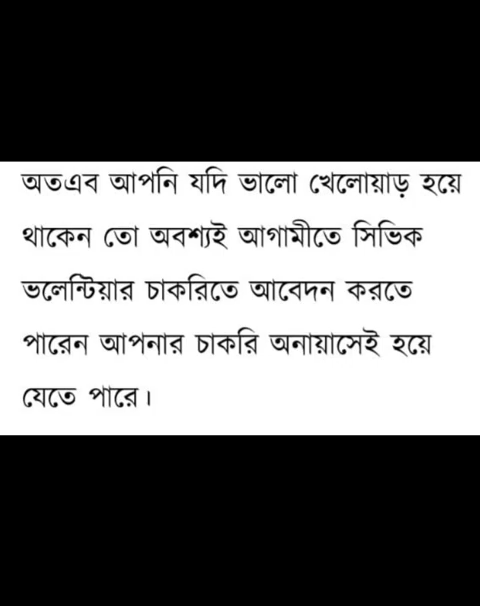 অতএব আপনি যদি ভালো খেলোয়াড় হয়ে
থাকেন তো অবশ্যই আগামীতে সিভিক
ভলেন্টিয়ার চাকরিতে আবেদন করতে
পারেন আপনার চাকরি অনায়াসেই হয়ে
যেতে পারে।